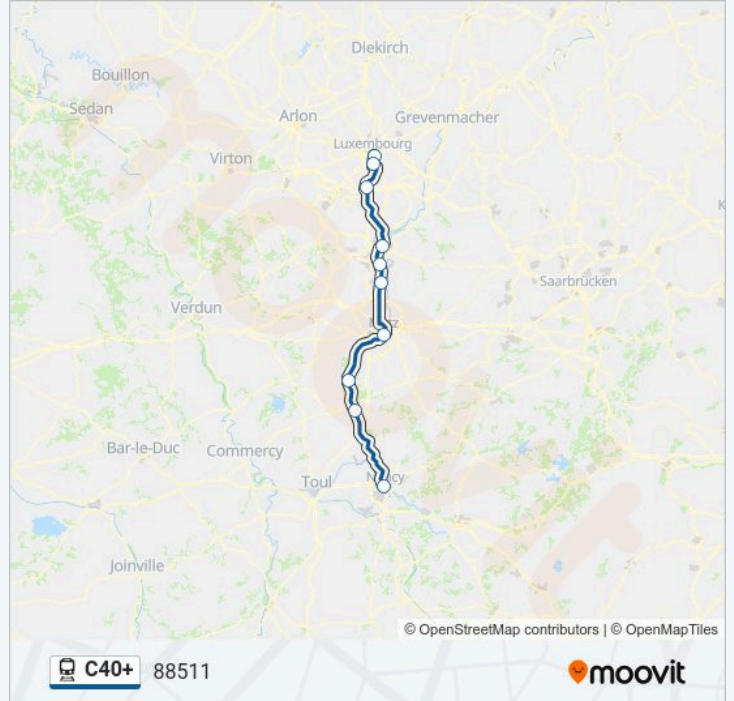 Diekirch
Bouillon
Sedan
Arlon
Grevenmacher
Luxembourg
Virton
Saarbrücken
Verdun
Bar-le-Duc
Commercy
Toul
Joinville
© OpenStreetMap contributors | © OpenMapTiles
C40+ 88511
moovit